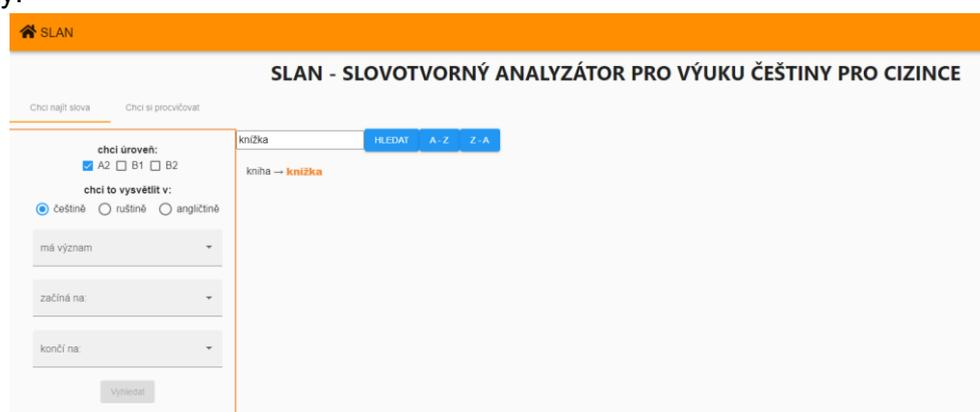 y.
SLAN
SLAN - SLOVOTVORNÝ ANALYZÁTOR PRO VÝUKU ČEŠTINY PRO CIZINCE
Chci najít slova Chci si procvičovat
chci úroveň:
A2 B1 B2
chci to vysvětlit v:
češtině ruštině angličtině
má význam
začíná na:
končí na:
Vyhledat
knížka HLEDAT A - Z Z - A
kniha → knížka